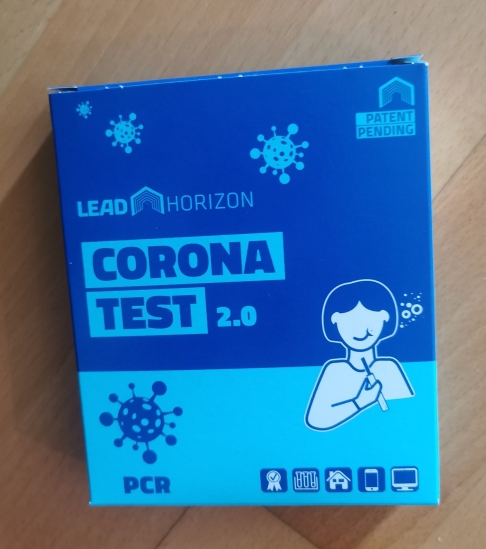 PATENT
PENDING
LEAD HORIZON
CORONA
TEST 2.0
PCR